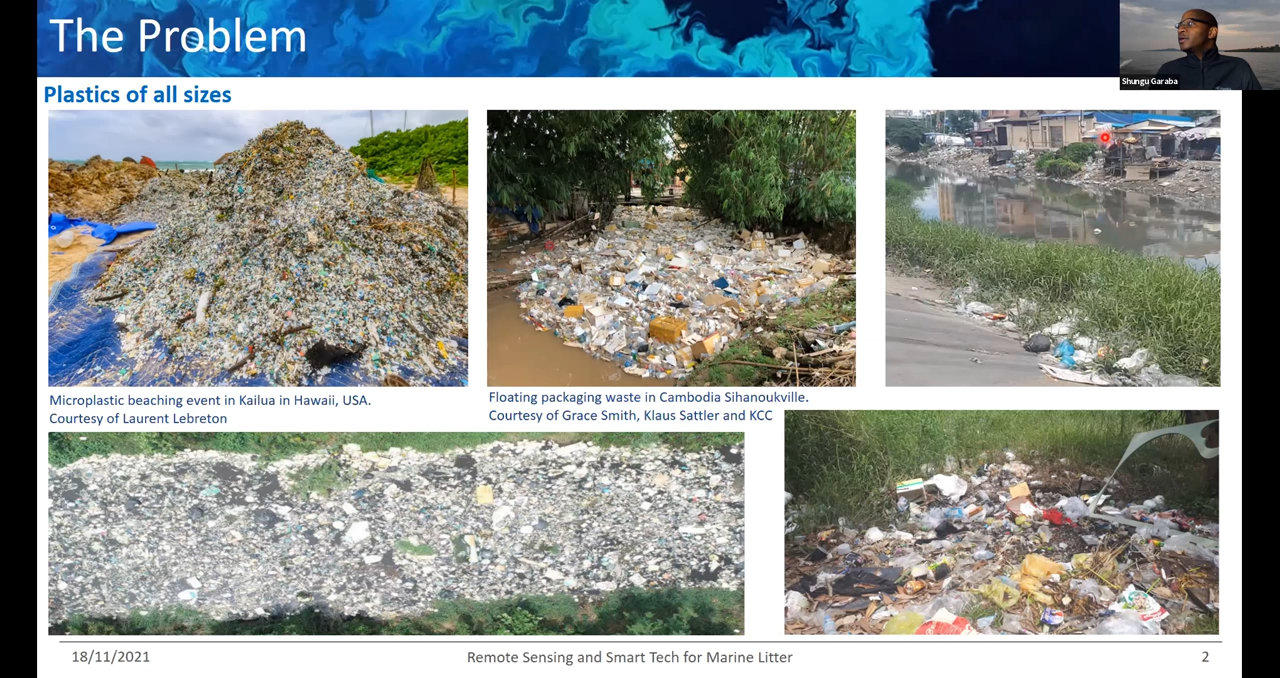 The Problem
Shungu Garaba
Plastics of all sizes
Microplastic beaching event in Kailua in Hawaii, USA.
Courtesy of Laurent Lebreton
Floating packaging waste in Cambodia Sihanoukville.
Courtesy of Grace Smith, Klaus Sattler and KCC
18/11/2021
Remote Sensing and Smart Tech for Marine Litter
2